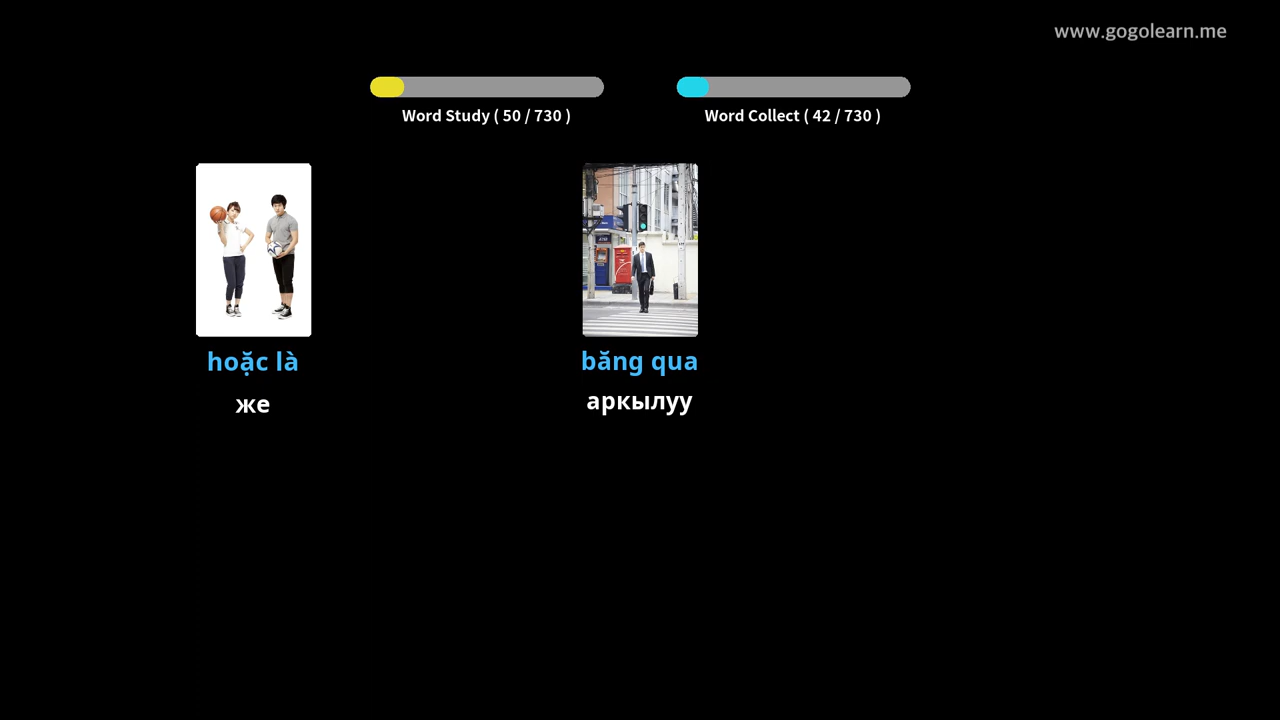 www.gogolearn.me
Word Study ( 50 / 730 )
Word Collect ( 42 / 730 )
hoặc là
же
băng qua
аркылуу